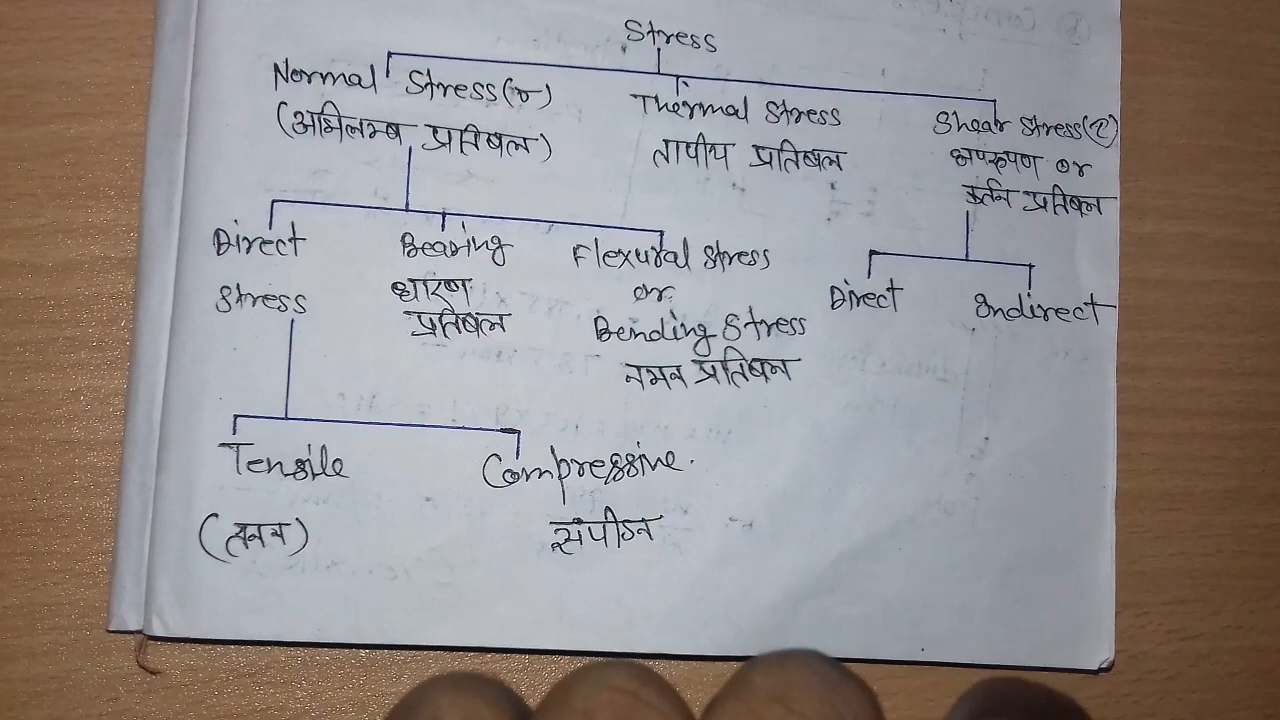 Stress
Normal Stress(σ)
(अभिलम्ब प्रतिबल)
Thermal Stress
तापीय प्रतिबल
Shear Stress(τ)
अपरूपण or
कर्तन प्रतिबल
Direct
Stress
Bearing
धारण
प्रतिबल
Flexural Stress
or
Bending Stress
नमन प्रतिबल
Direct
Indirect
Tensile
(तनन)
Compressive.
संपीडन